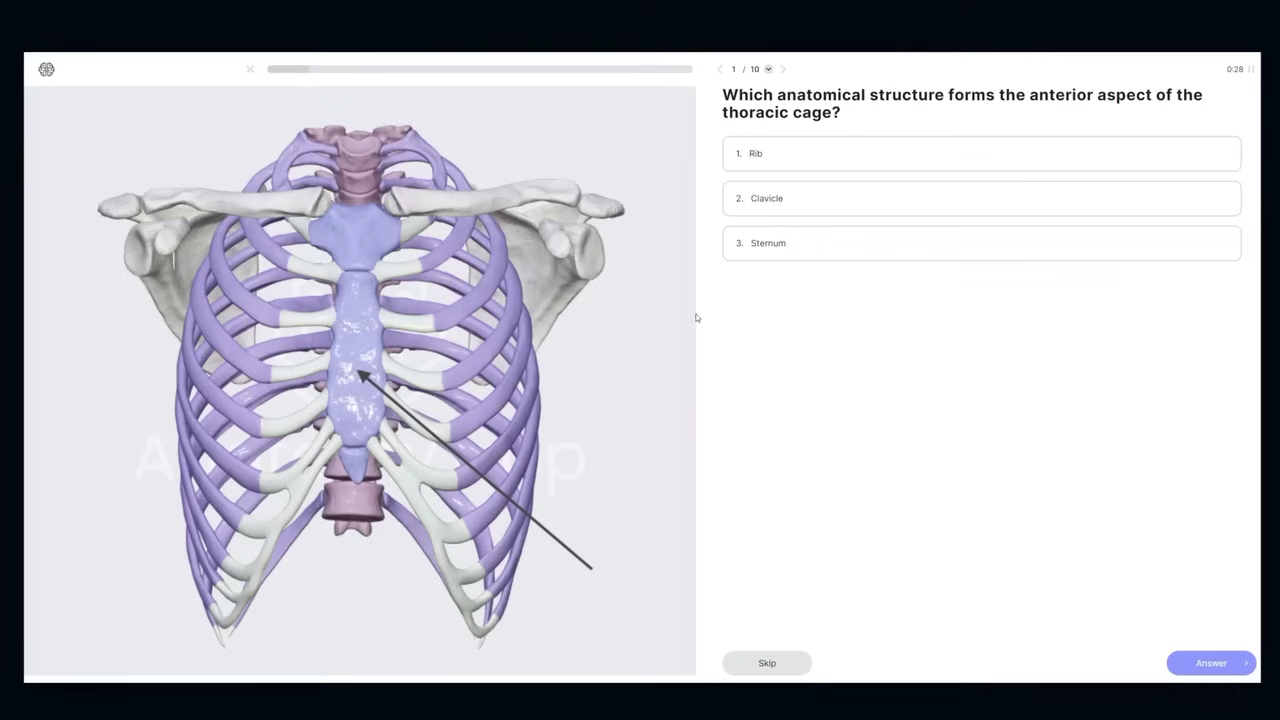 1 / 10
0:28
Which anatomical structure forms the anterior aspect of the
thoracic cage?
1. Rib
2. Clavicle
3. Sternum
Skip
Answer